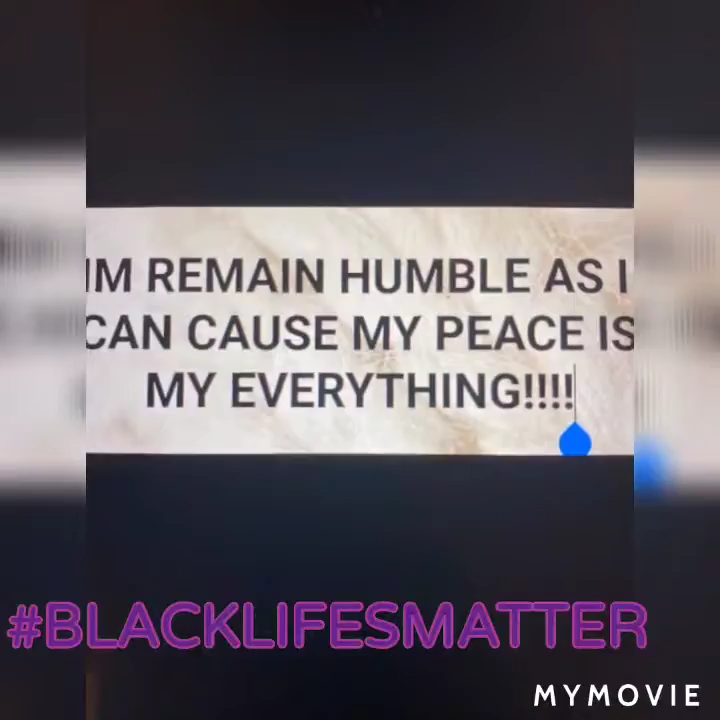 IM REMAIN HUMBLE AS I
CAN CAUSE MY PEACE IS
MY EVERYTHING!!!!
#BLACKLIFESMATTER
MYMOVIE